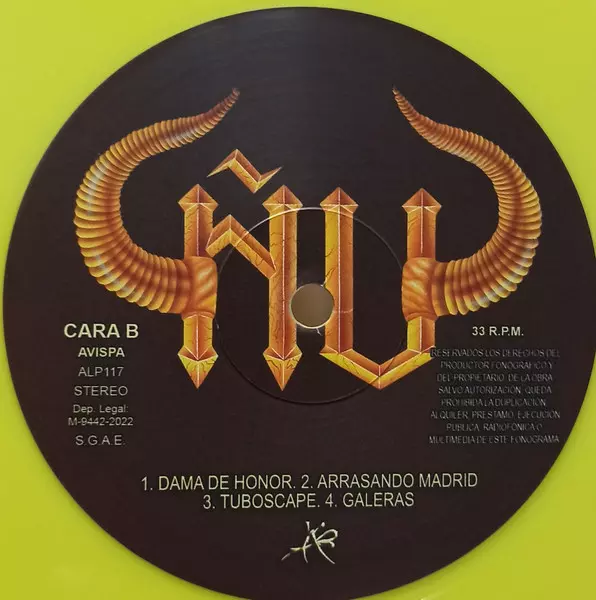 ÑU
CARA B
AVISPA
ALP117
STEREO
Dep. Legal:
M-9442-2022
S.G.A.E.
33 R.P.M.
RESERVADOS LOS DERECHOS DEL
PRODUCTOR FONOGRÁFICO Y
DEL PROPIETARIO DE LA OBRA
SALVO AUTORIZACIÓN QUEDA
PROHIBIDA LA DUPLICACIÓN
ALQUILER, PRÉSTAMO, EJECUCIÓN
PÚBLICA, RADIOFÓNICA O
MULTIMEDIA DE ESTE FONOGRAMA
1. DAMA DE HONOR. 2. ARRASANDO MADRID
3. TUBOSCAPE. 4. GALERAS